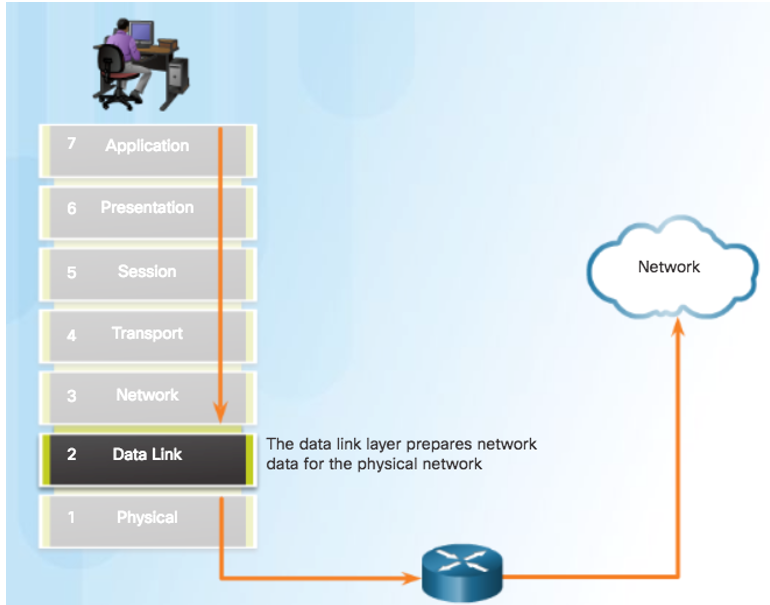 7 Application
6 Presentation
5 Session
4 Transport
3 Network
2 Data Link
The data link layer prepares network
data for the physical network
1 Physical
Network